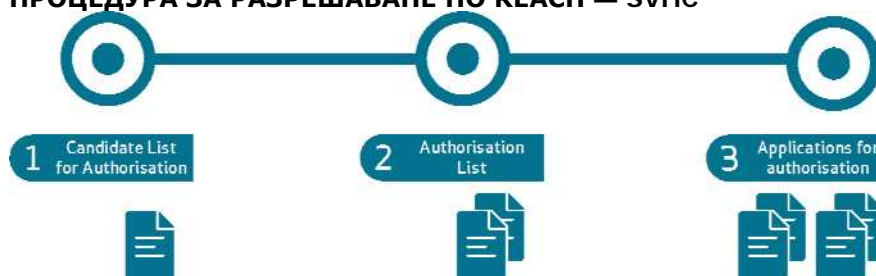 ПРОЦЕДУРА ЗА РАЗРЕШАВАНЕ ПО REACH — SVHC
1 Candidate List
for Authorisation
2 Authorisation
List
3 Applications for
authorisation